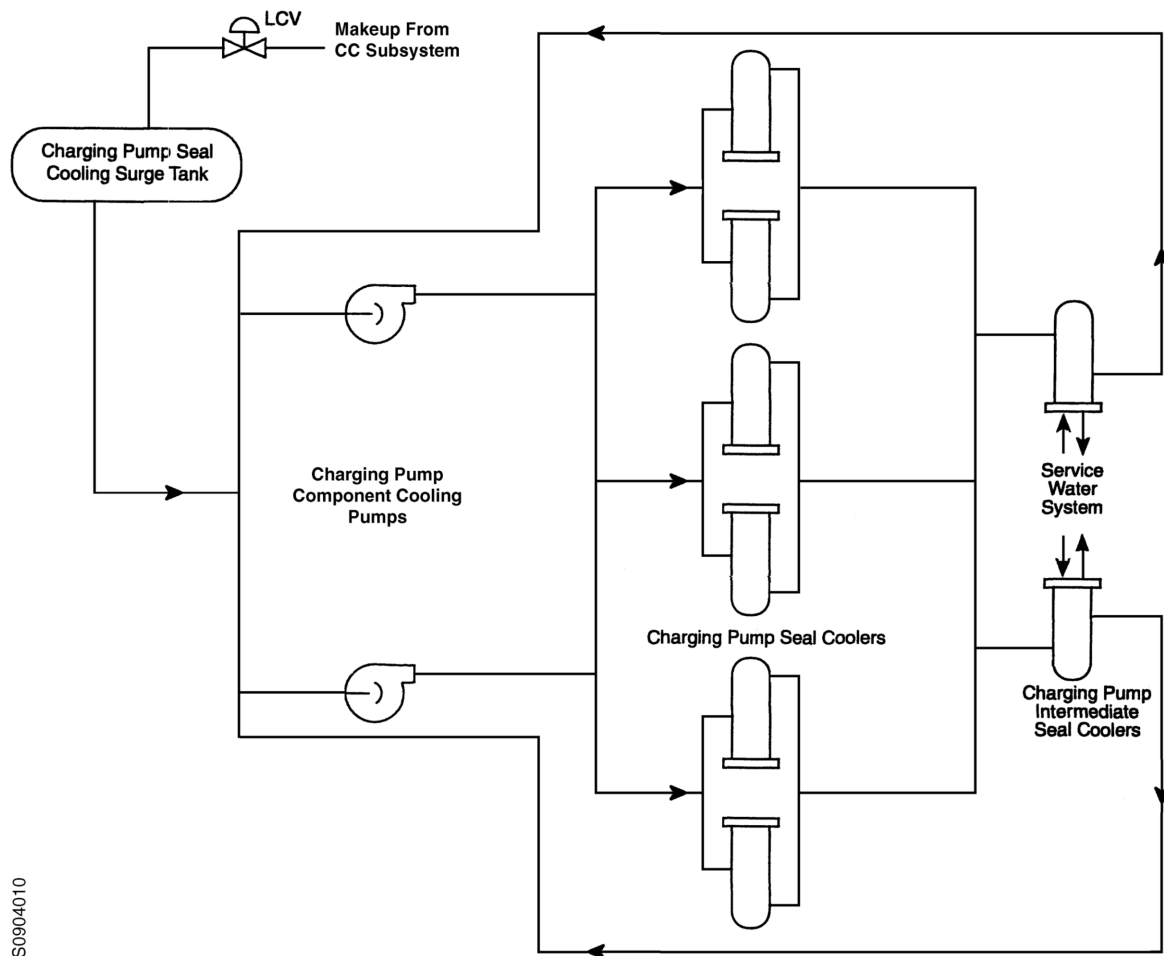 LCV
Makeup From
CC Subsystem
Charging Pump Seal
Cooling Surge Tank
Charging Pump
Component Cooling
Pumps
Service
Water
System
Charging Pump Seal Coolers
Charging Pump
Intermediate
Seal Coolers
S0904010